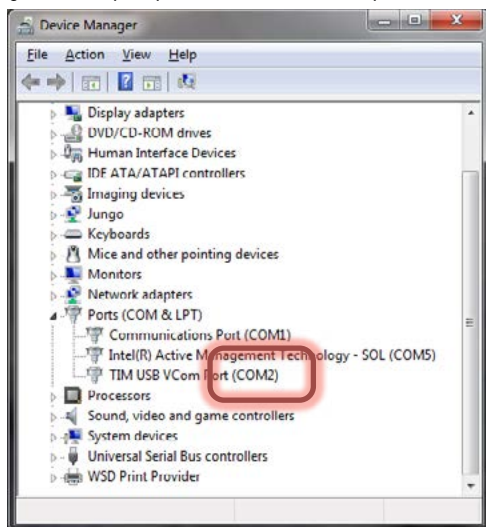 Device Manager
File Action View Help
Display adapters
DVD/CD-ROM drives
Human Interface Devices
IDE ATA/ATAPI controllers
Imaging devices
Jungo
Keyboards
Mice and other pointing devices
Monitors
Network adapters
Ports (COM & LPT)
Communications Port (COM1)
Intel(R) Active Management Technology - SOL (COM5)
TIM USB VCom Port (COM2)
Processors
Sound, video and game controllers
System devices
Universal Serial Bus controllers
WSD Print Provider